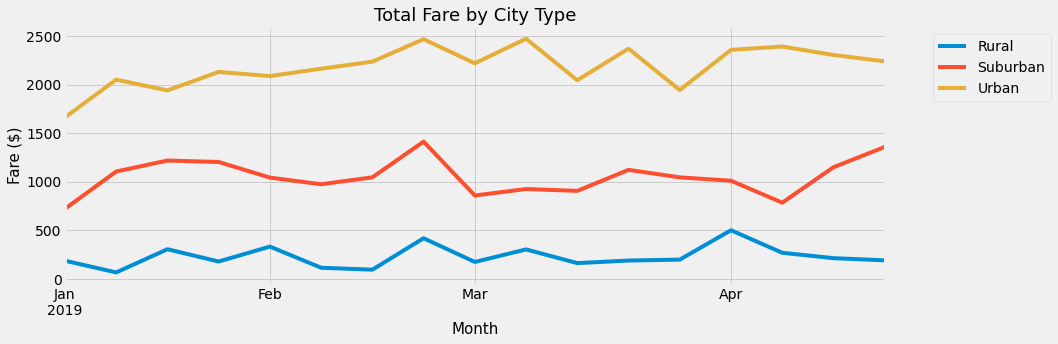 Total Fare by City Type
Fare ($)
2500
2000
1500
1000
500
0
Jan
2019
Feb
Mar
Apr
Month
Rural
Suburban
Urban